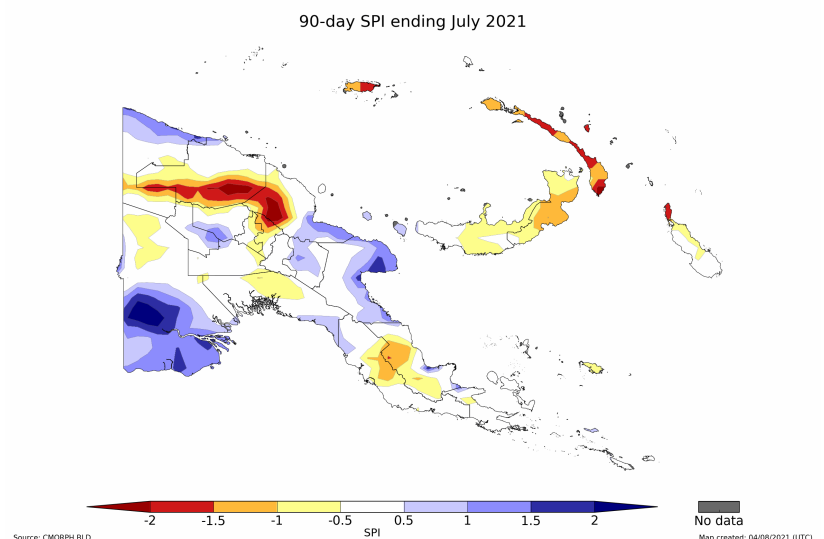 90-day SPI ending July 2021
-2 -1.5 -1 -0.5 0.5 1 1.5 2
No data
SPI
Source: CMORPH BLD
Map created: 04/08/2021 (UTC)